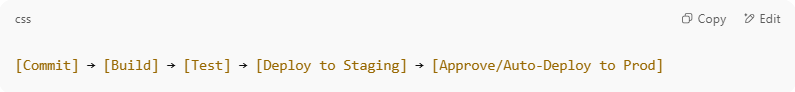 css
Copy
Edit
[Commit] → [Build] → [Test] → [Deploy to Staging] → [Approve/Auto-Deploy to Prod]